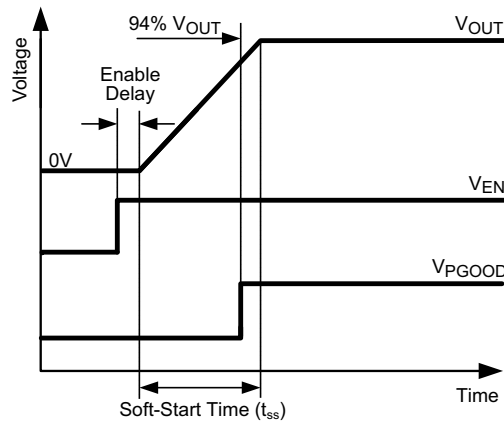 94% VOUT
VOUT
Voltage
Enable
Delay
0V
VEN
VPGOOD
Time
Soft-Start Time (tss)